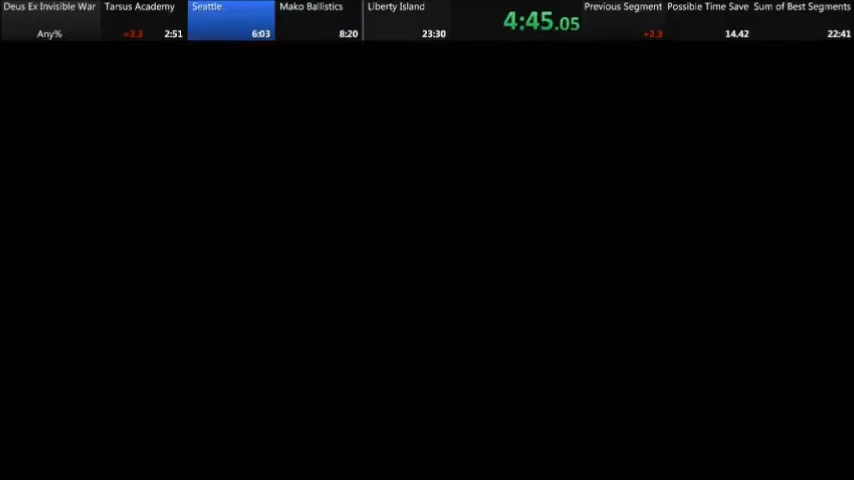 Deus Ex Invisible War
Any%
Tarsus Academy
+2.3 2:51
Seattle
6:03
Mako Ballistics
8:20
Liberty Island
23:30
4:45.05
Previous Segment
+2.3
Possible Time Save
14.42
Sum of Best Segments
22:41